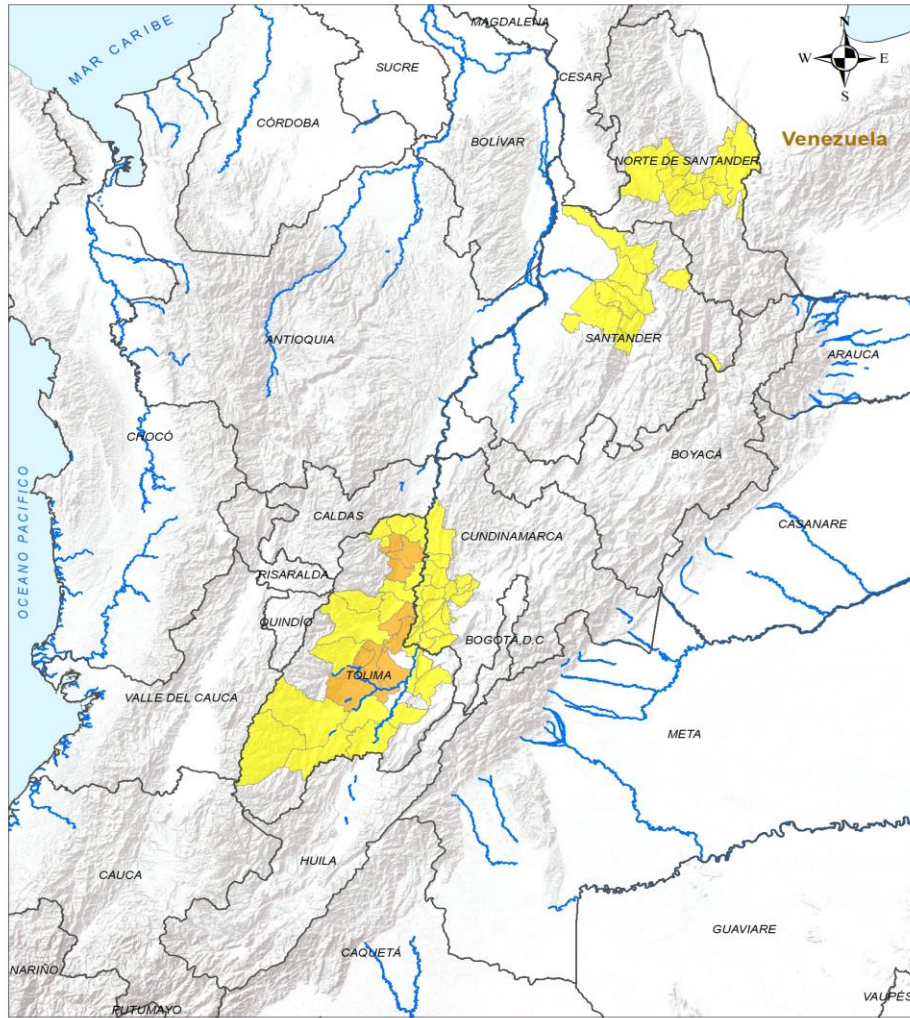 MAGDALENA
MAR CARIBE
N
W
E
S
SUCRE
CESAR
CÓRDOBA
BOLÍVAR
Venezuela
NORTE DE SANTANDER
ANTIOQUIA
SANTANDER
ARAUCA
CHOCÓ
BOYACÁ
OCEANO PACIFICO
CALDAS
CUNDINAMARCA
CASANARE
RISARALDA
QUINDÍO
BOGOTÁ, D.C
TOLIMA
VALLE DEL CAUCA
META
HUILA
CAUCA
GUAVIARE
CAQUETÁ
NARIÑO
VAUPÉS
PUTUMAYO